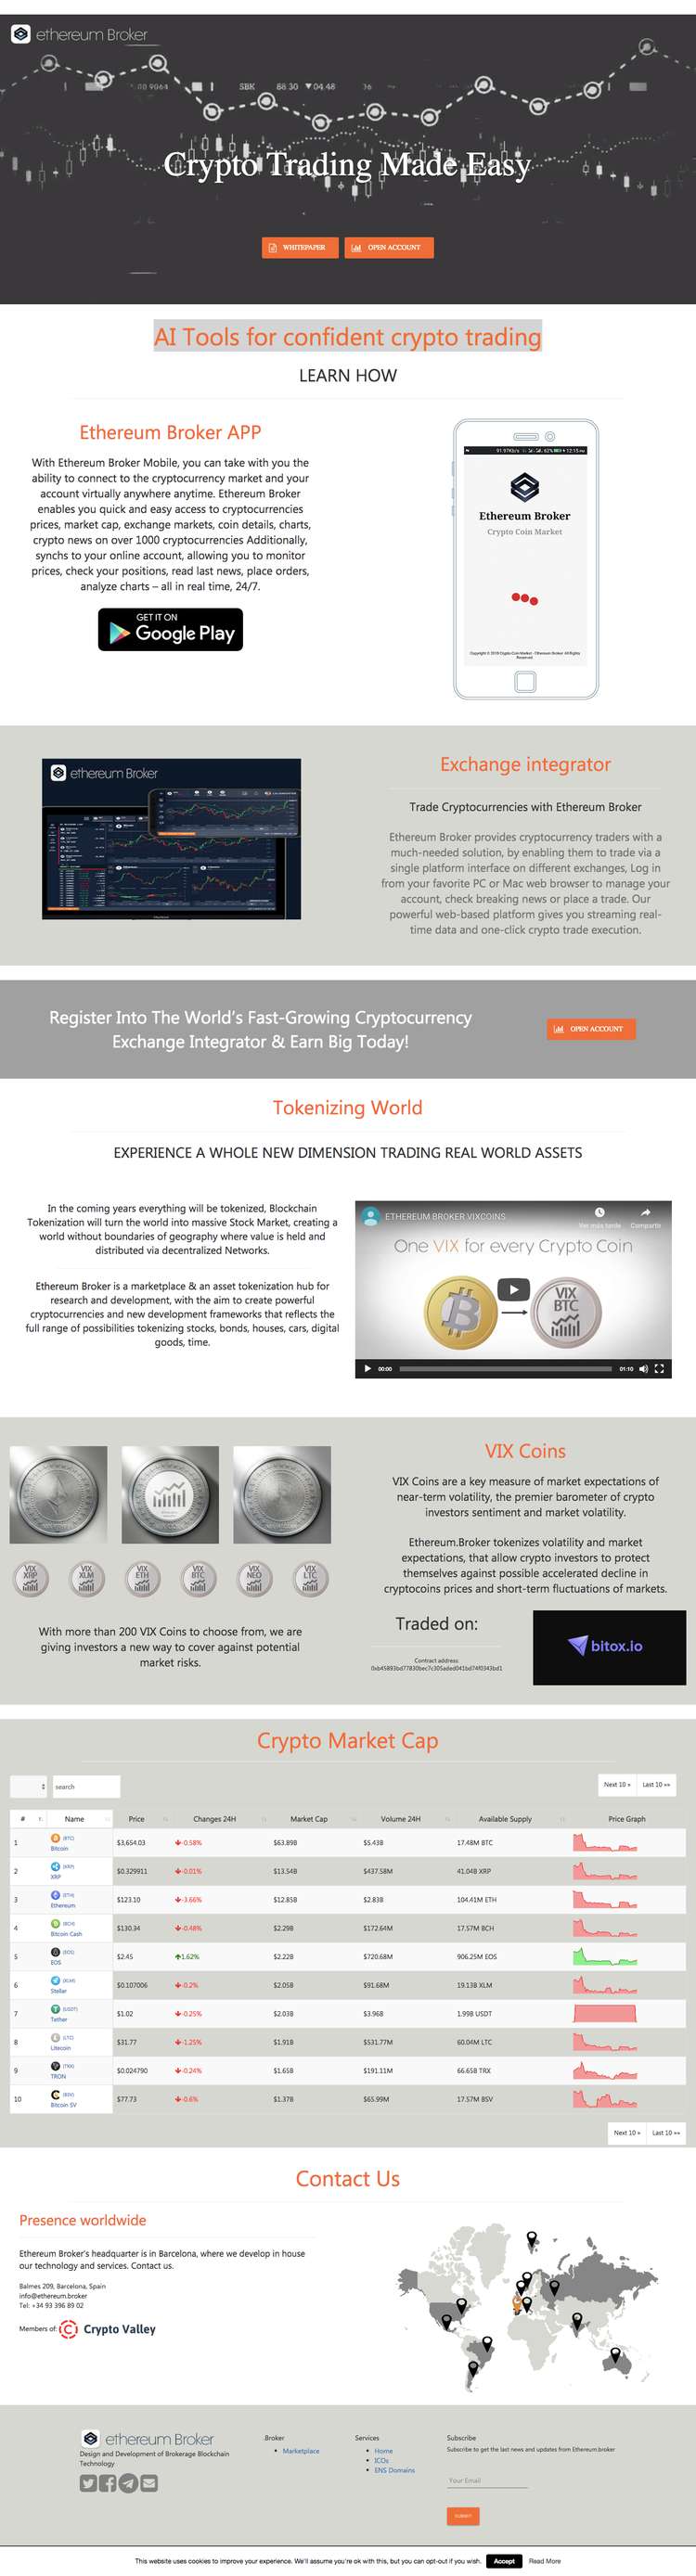 ethereum Broker
SBK 88 30 ▼04.48
Crypto Trading Made Easy
WHITEPAPER
OPEN ACCOUNT
AI Tools for confident crypto trading
LEARN HOW
Ethereum Broker APP
With Ethereum Broker Mobile, you can take with you the
ability to connect to the cryptocurrency market and your
account virtually anywhere anytime. Ethereum Broker
enables you quick and easy access to cryptocurrencies
prices, market cap, exchange markets, coin details, charts,
crypto news on over 1000 cryptocurrencies Additionally,
synchs to your online account, allowing you to monitor
prices, check your positions, read last news, place orders,
analyze charts – all in real time, 24/7.
GET IT ON
Google Play
Ethereum Broker
Crypto Coin Market
ethereum Broker
Exchange integrator
Trade Cryptocurrencies with Ethereum Broker
Ethereum Broker provides cryptocurrency traders with a
much-needed solution, by enabling them to trade via a
single platform interface on different exchanges, Log in
from your favorite PC or Mac web browser to manage your
account, check breaking news or place a trade. Our
powerful web-based platform gives you streaming real-
time data and one-click crypto trade execution.
Register Into The World's Fast-Growing Cryptocurrency
Exchange Integrator & Earn Big Today!
OPEN ACCOUNT
Tokenizing World
EXPERIENCE A WHOLE NEW DIMENSION TRADING REAL WORLD ASSETS
In the coming years everything will be tokenized, Blockchain
Tokenization will turn the world into massive Stock Market, creating a
world without boundaries of geography where value is held and
distributed via decentralized Networks.
Ethereum Broker is a marketplace & an asset tokenization hub for
research and development, with the aim to create powerful
cryptocurrencies and new development frameworks that reflects the
full range of possibilities tokenizing stocks, bonds, houses, cars, digital
goods, time.
ETHEREUM BROKER VIXCOINS
Ver más tarde Compartir
One VIX for every Crypto Coin
VIX
BTC
00:00 01:10
VIX Coins
VIX Coins are a key measure of market expectations of
near-term volatility, the premier barometer of crypto
investors sentiment and market volatility.
Ethereum.Broker tokenizes volatility and market
expectations, that allow crypto investors to protect
themselves against possible accelerated decline in
cryptocoins prices and short-term fluctuations of markets.
VIX XRP
VIX XLM
VIX ETH
VIX BTC
VIX NEO
VIX LTC
With more than 200 VIX Coins to choose from, we are
giving investors a new way to cover against potential
market risks.
Traded on:
Contract address
bitox.io
Crypto Market Cap
search
Next 10 » Last 10 »»
# Name Price Changes 24H Market Cap Volume 24H Available Supply Price Graph
1 (BTC) Bitcoin $3,654.03 -0.58% $63.89B $5.43B 17.48M BTC
2 (XRP) XRP $0.329911 -0.01% $13.54B $437.58M 41.04B XRP
3 (ETH) Ethereum $123.10 -3.66% $12.85B $2.83B 104.41M ETH
4 (BCH) Bitcoin Cash $130.34 -0.48% $2.29B $172.64M 17.57M BCH
5 (EOS) EOS $2.45 1.62% $2.22B $720.68M 906.25M EOS
6 (XLM) Stellar $0.107006 -0.2% $2.05B $91.68M 19.13B XLM
7 (USDT) Tether $1.02 -0.25% $2.03B $3.96B 1.99B USDT
8 (LTC) Litecoin $31.77 -1.25% $1.91B $531.77M 60.04M LTC
9 (TRX) TRON $0.024790 -0.24% $1.65B $191.11M 66.65B TRX
10 (BSV) Bitcoin SV $77.73 -0.6% $1.37B $65.99M 17.57M BSV
Next 10 » Last 10 »»
Contact Us
Presence worldwide
Ethereum Broker's headquarter is in Barcelona, where we develop in house
our technology and services. Contact us.
Balmes 209, Barcelona, Spain
info@ethereum.broker
Tel: +34 93 396 89 02
Members of: Crypto Valley
ethereum Broker
Design and Development of Brokerage Blockchain
Technology
Broker
Marketplace
Services
Home
ICOs
ENS Domains
Subscribe
Subscribe to get the last news and updates from Ethereum.broker
Your Email
SUBMIT
This website uses cookies to improve your experience. We'll assume you're ok with this, but you can opt-out if you wish. Accept Read More